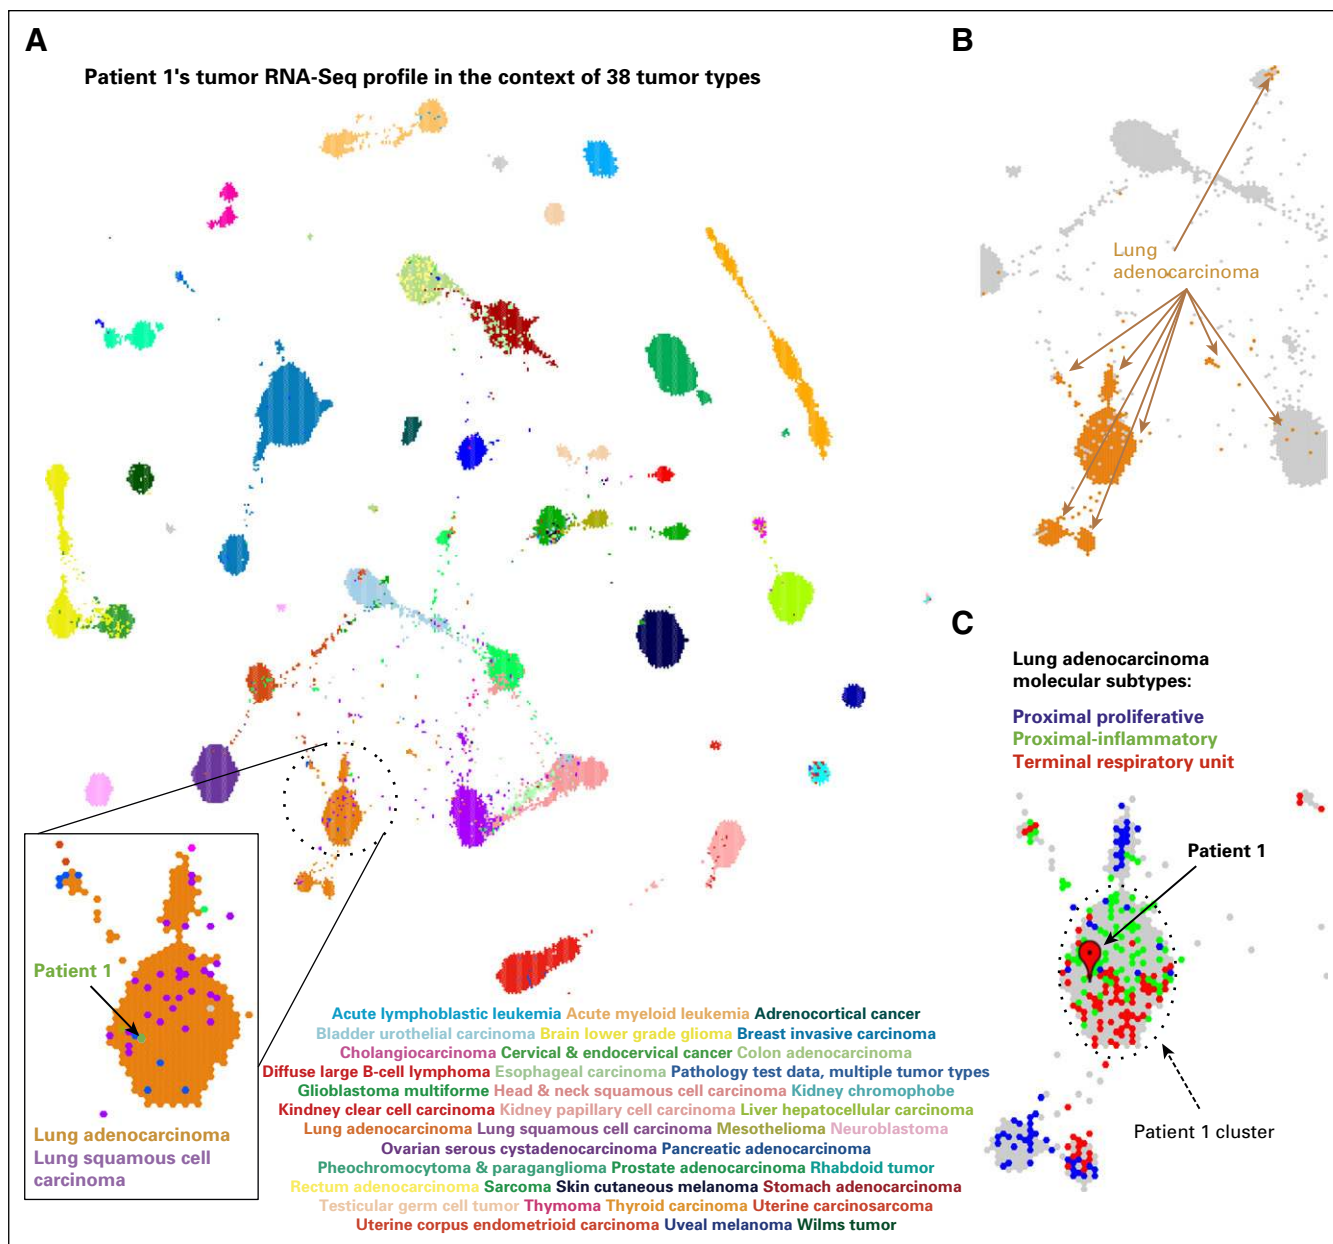 A
Patient 1's tumor RNA-Seq profile in the context of 38 tumor types
Patient 1
Lung adenocarcinoma
Lung squamous cell
carcinoma
Acute lymphoblastic leukemia Acute myeloid leukemia Adrenocortical cancer
Bladder urothelial carcinoma Brain lower grade glioma Breast invasive carcinoma
Cholangiocarcinoma Cervical & endocervical cancer Colon adenocarcinoma
Diffuse large B-cell lymphoma Esophageal carcinoma Pathology test data, multiple tumor types
Glioblastoma multiforme Head & neck squamous cell carcinoma Kidney chromophobe
Kindney clear cell carcinoma Kidney papillary cell carcinoma Liver hepatocellular carcinoma
Lung adenocarcinoma Lung squamous cell carcinoma Mesothelioma Neuroblastoma
Ovarian serous cystadenocarcinoma Pancreatic adenocarcinoma
Pheochromocytoma & paraganglioma Prostate adenocarcinoma Rhabdoid tumor
Rectum adenocarcinoma Sarcoma Skin cutaneous melanoma Stomach adenocarcinoma
Testicular germ cell tumor Thymoma Thyroid carcinoma Uterine carcinosarcoma
Uterine corpus endometrioid carcinoma Uveal melanoma Wilms tumor
B
Lung
adenocarcinoma
C
Lung adenocarcinoma
molecular subtypes:
Proximal proliferative
Proximal-inflammatory
Terminal respiratory unit
Patient 1
Patient 1 cluster